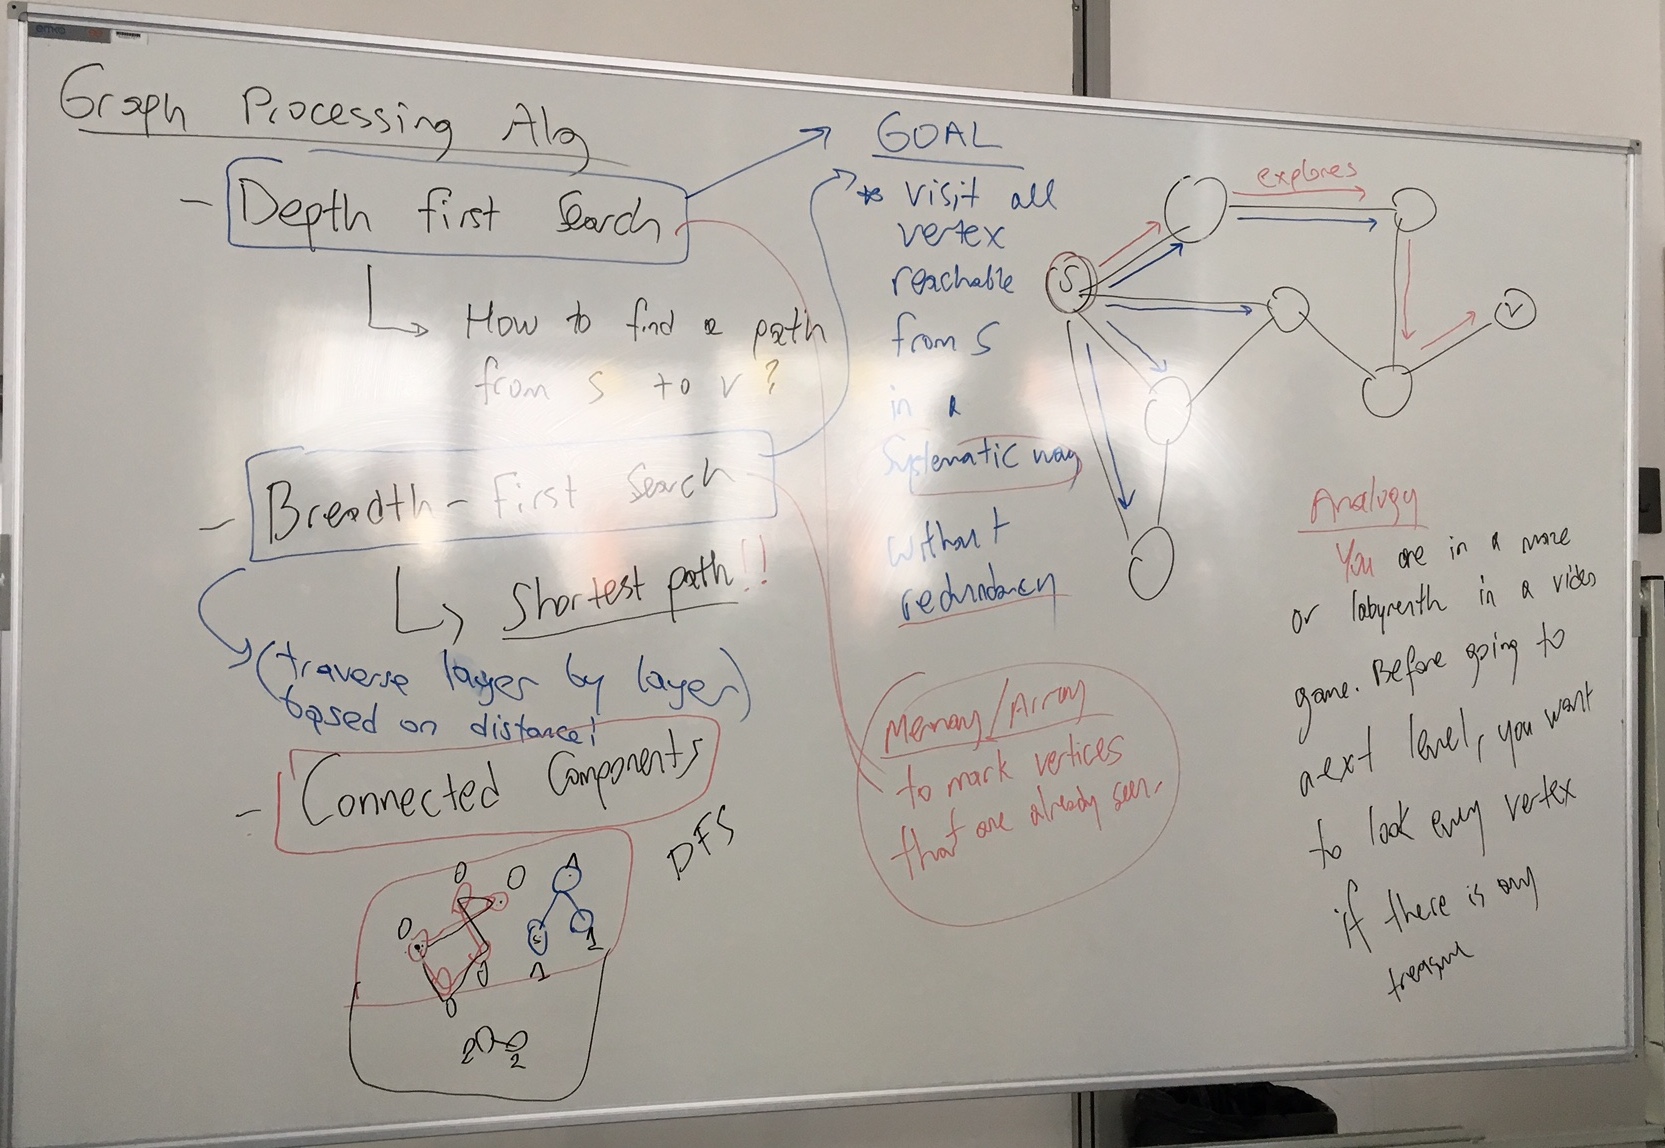 Graph Processing Alg
- Depth first Search
How to find a path
from s to v?
- Breadth - First Search
Shortest path!!
(traverse layer by layer)
based on distance!
- Connected Components
DFS
0 0 1
0
0
0
1 1
2 2
GOAL
* visit all
vertex
reachable
from S
in a
Systematic way
without
redundancy
Memory/Array
to mark vertices
that are already seen.
explores
S
v
Analogy
You are in a maze
or labyrenth in a video
game. Before going to
next level, you want
to look every vertex
if there is any
treasure